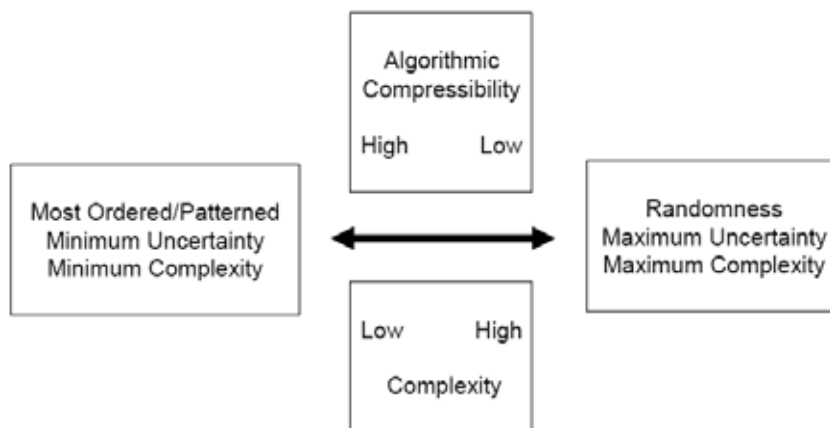 Algorithmic
Compressibility
High Low
Most Ordered/Patterned
Minimum Uncertainty
Minimum Complexity
Randomness
Maximum Uncertainty
Maximum Complexity
Low High
Complexity